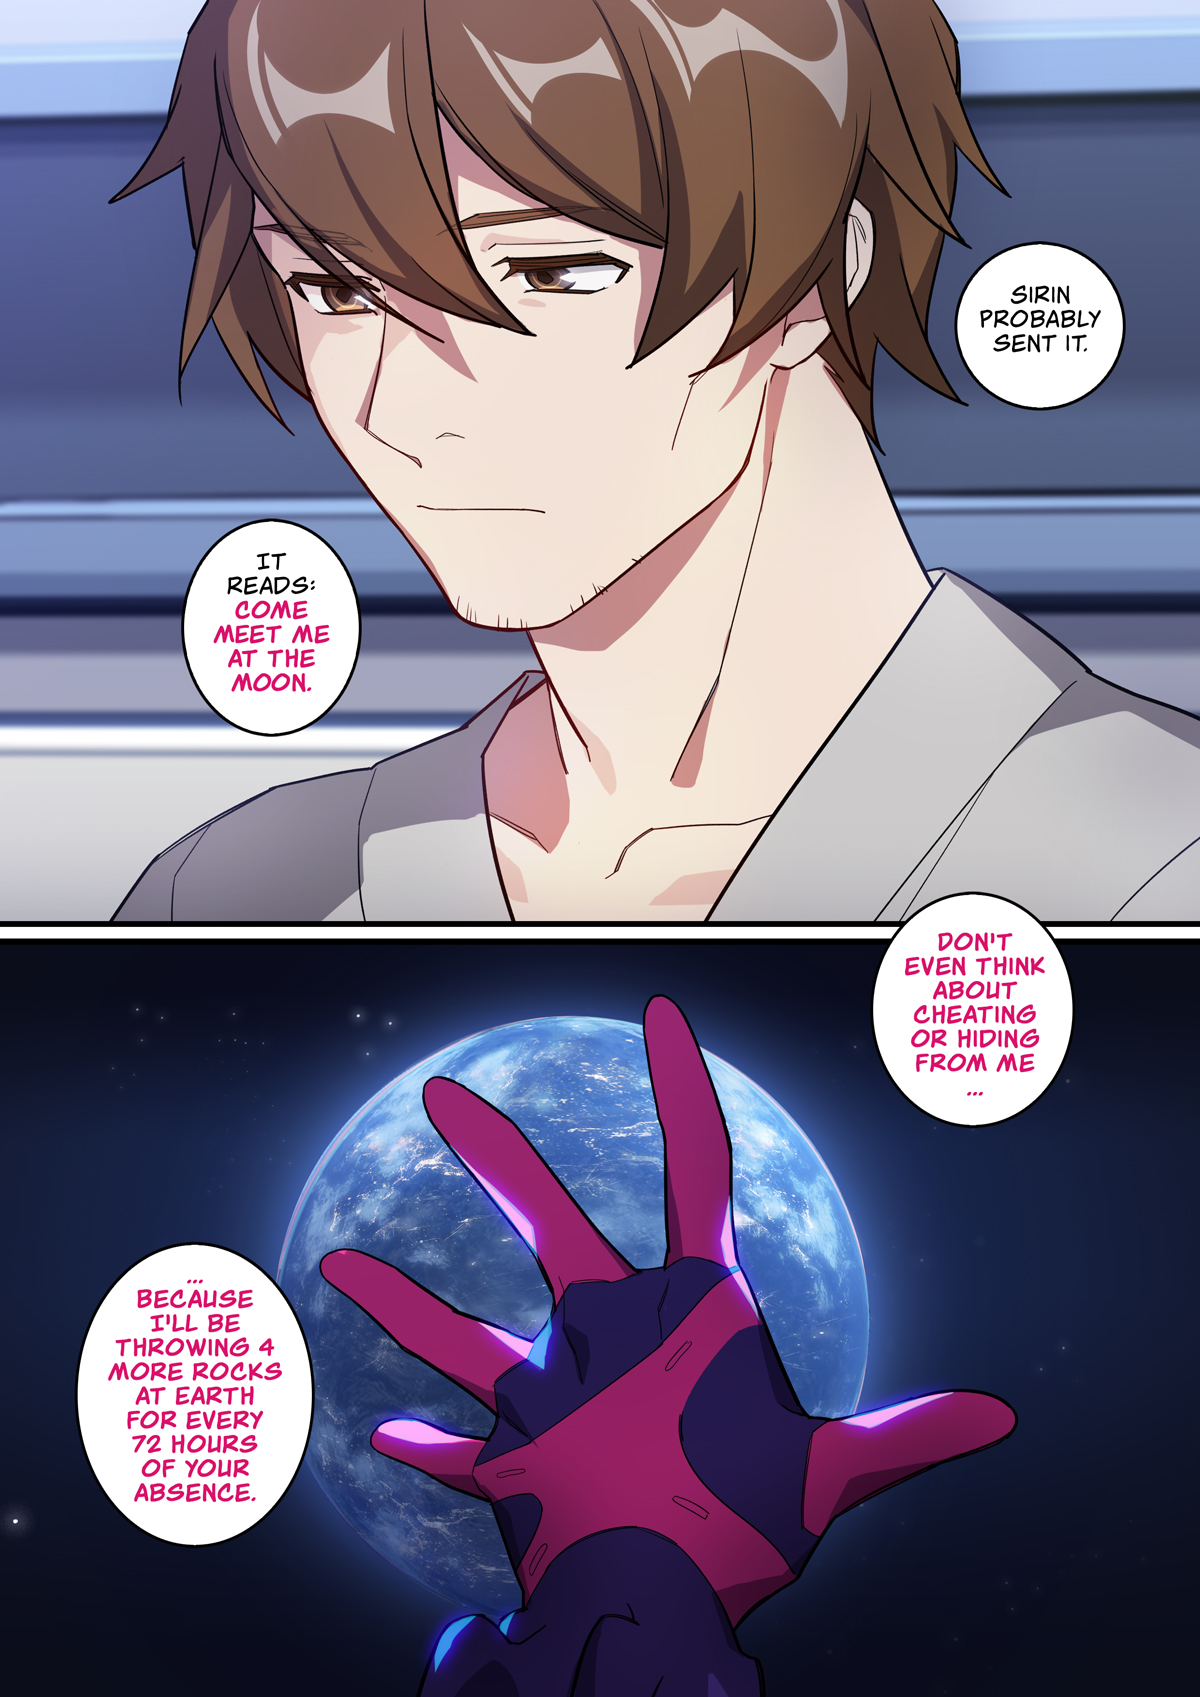 SIRIN
PROBABLY
SENT IT.
IT
READS:
COME
MEET ME
AT THE
MOON.
DON'T
EVEN THINK
ABOUT
CHEATING
OR HIDING
FROM ME
...
...
BECAUSE
I'LL BE
THROWING 4
MORE ROCKS
AT EARTH
FOR EVERY
72 HOURS
OF YOUR
ABSENCE.